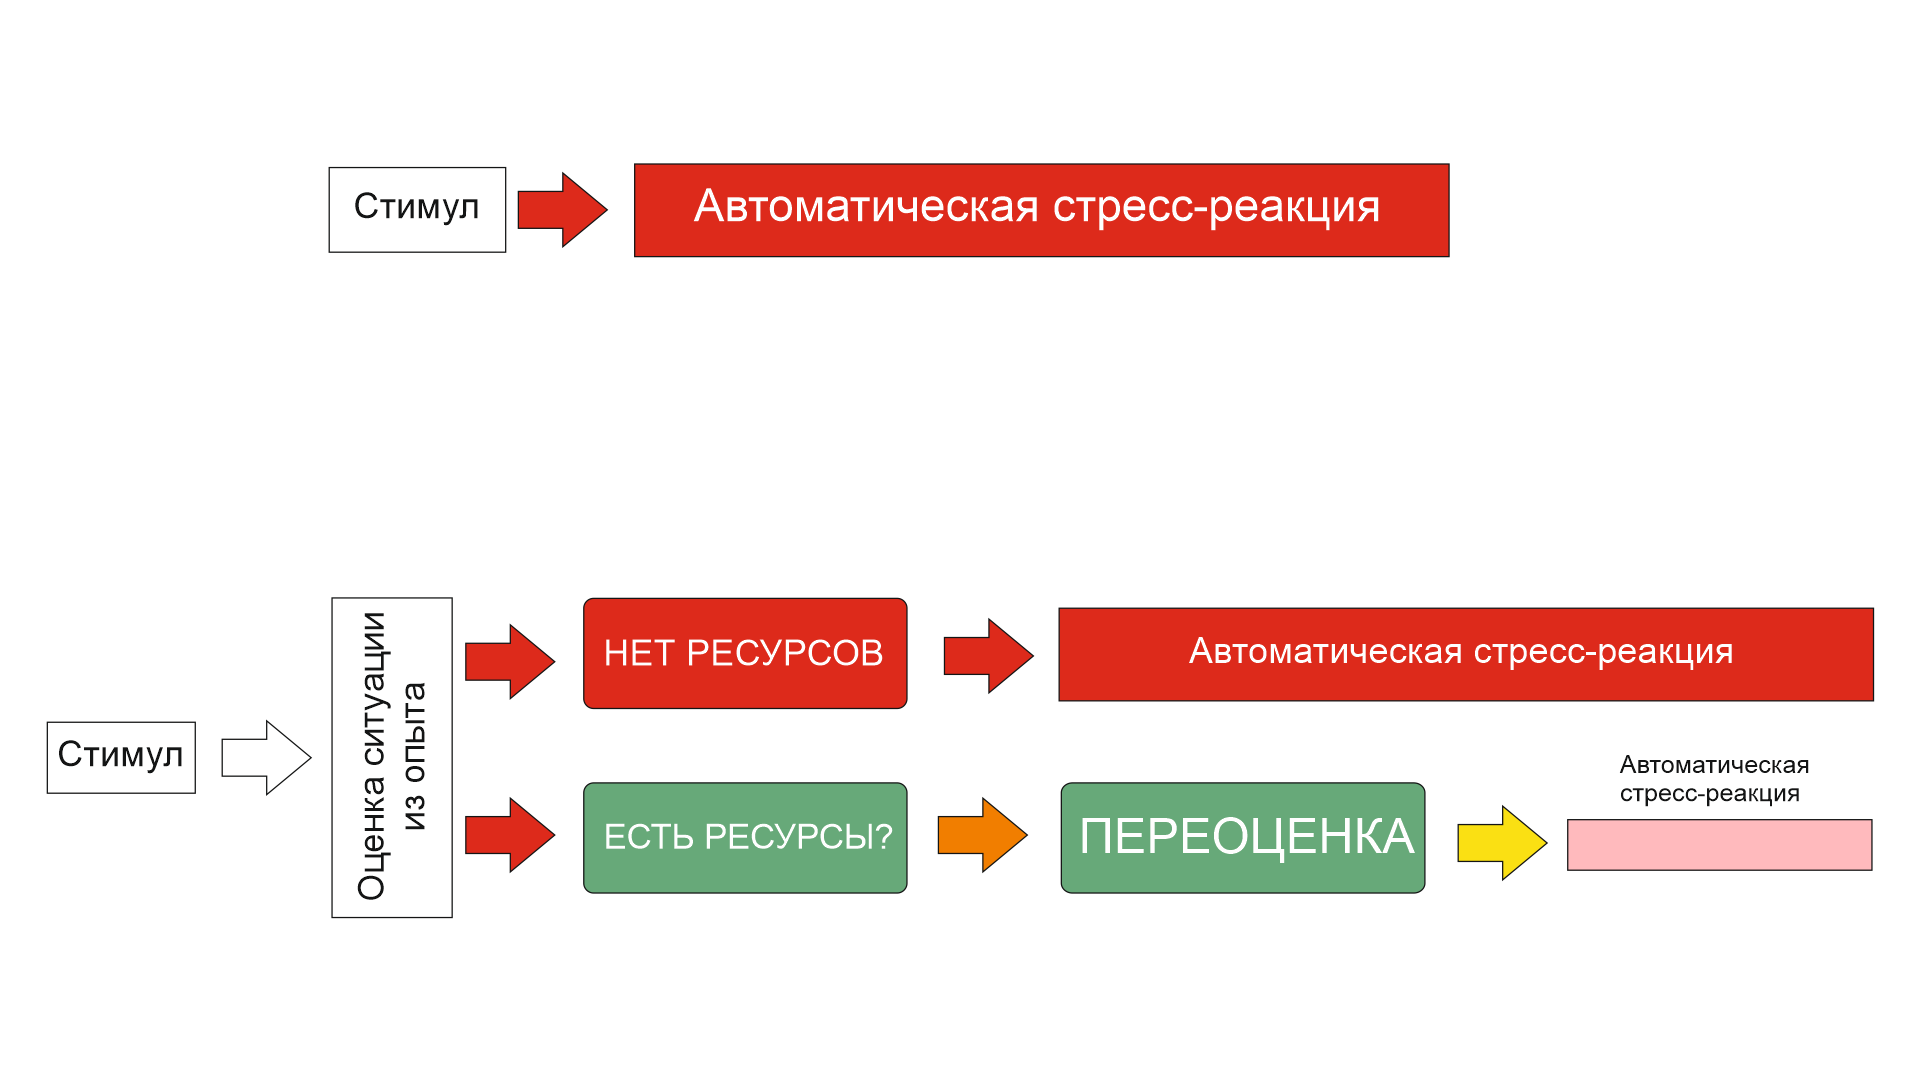 Стимул
Автоматическая стресс-реакция
Стимул
Оценка ситуации
из опыта
НЕТ РЕСУРСОВ
Автоматическая стресс-реакция
ЕСТЬ РЕСУРСЫ?
ПЕРЕОЦЕНКА
Автоматическая
стресс-реакция